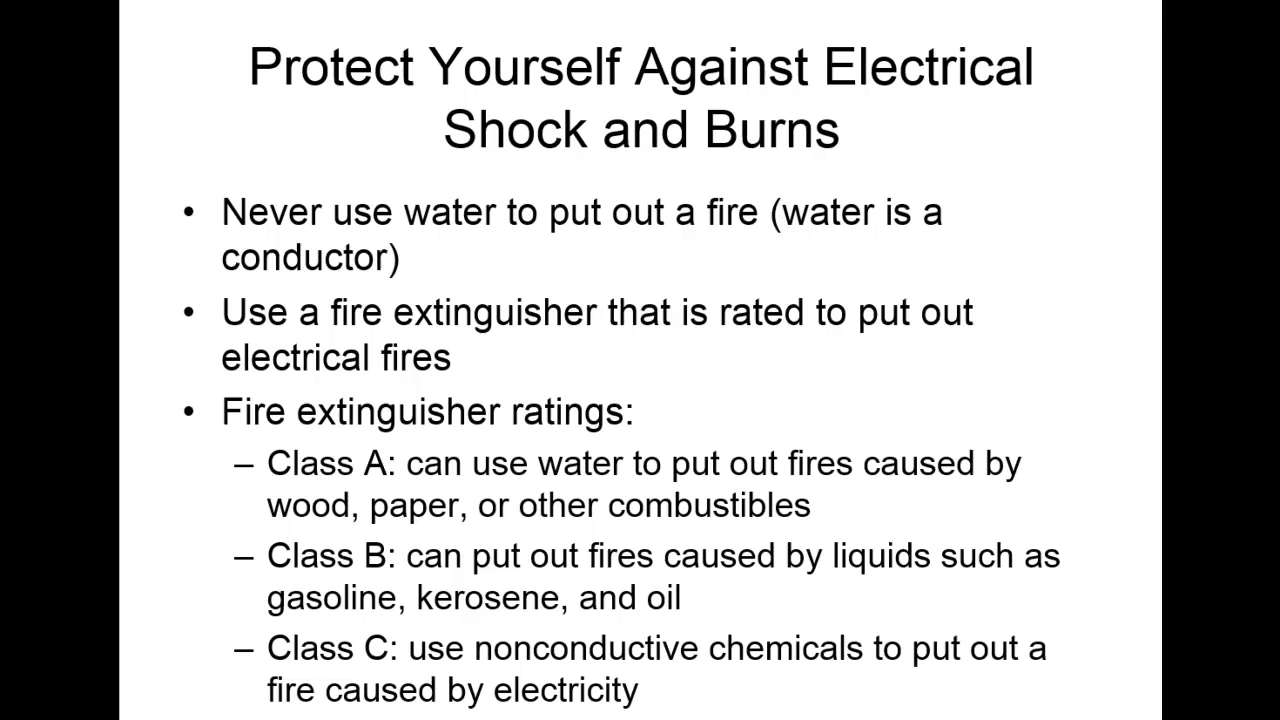 Protect Yourself Against Electrical
Shock and Burns
• Never use water to put out a fire (water is a
conductor)
• Use a fire extinguisher that is rated to put out
electrical fires
• Fire extinguisher ratings:
– Class A: can use water to put out fires caused by
wood, paper, or other combustibles
– Class B: can put out fires caused by liquids such as
gasoline, kerosene, and oil
– Class C: use nonconductive chemicals to put out a
fire caused by electricity